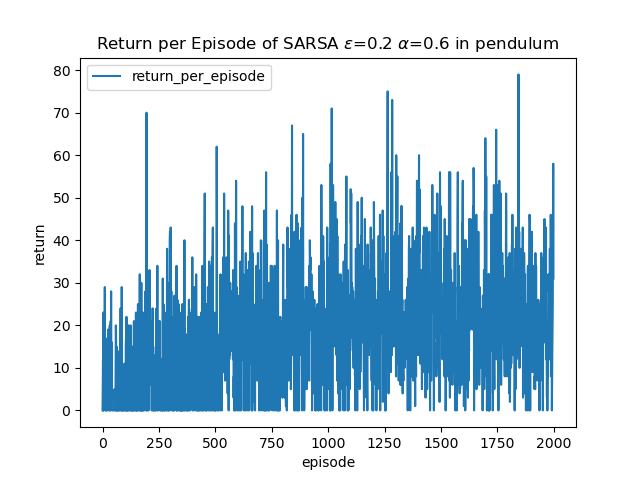 Return per Episode of SARSA ε=0.2 α=0.6 in pendulum
return_per_episode
80
70
60
50
40
30
20
10
0
return
0 250 500 750 1000 1250 1500 1750 2000
episode